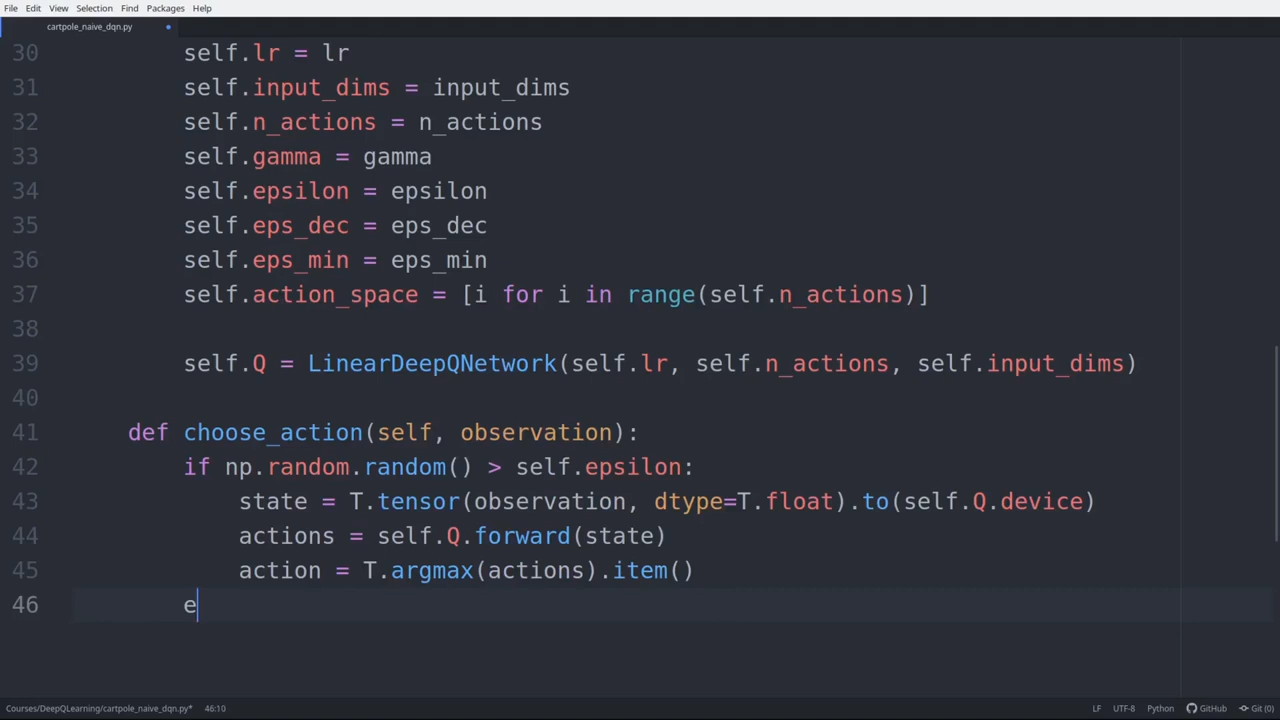 File Edit View Selection Find Packages Help
cartpole_naive_dqn.py
30 self.lr = lr
31 self.input_dims = input_dims
32 self.n_actions = n_actions
33 self.gamma = gamma
34 self.epsilon = epsilon
35 self.eps_dec = eps_dec
36 self.eps_min = eps_min
37 self.action_space = [i for i in range(self.n_actions)]
38
39 self.Q = LinearDeepQNetwork(self.lr, self.n_actions, self.input_dims)
40
41 def choose_action(self, observation):
42 if np.random.random() > self.epsilon:
43 state = T.tensor(observation, dtype=T.float).to(self.Q.device)
44 actions = self.Q.forward(state)
45 action = T.argmax(actions).item()
46 e
Courses/DeepQLearning/cartpole_naive_dqn.py* 46:10 LF UTF-8 Python GitHub Git (0)